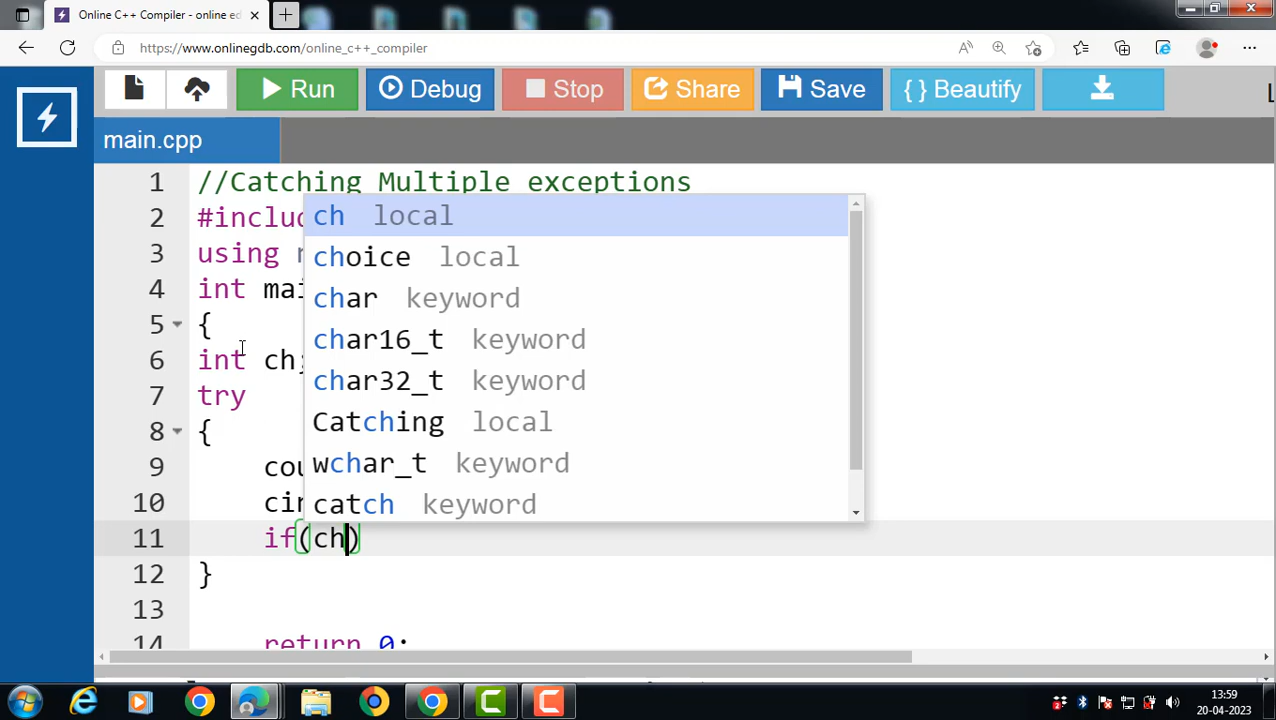 Online C++ Compiler - online ed
https://www.onlinegdb.com/online_c++_compiler
Run
Debug
Stop
Share
Save
{ } Beautify
main.cpp
1 //Catching Multiple exceptions
2 #includ
3 using
4 int mai
5 {
6 int ch;
7 try
8 {
9 cou
10 cin
11 if(ch)
12 }
13
14 return 0;
ch local
choice local
char keyword
char16_t keyword
char32_t keyword
Catching local
wchar_t keyword
catch keyword
13:59
20-04-2023